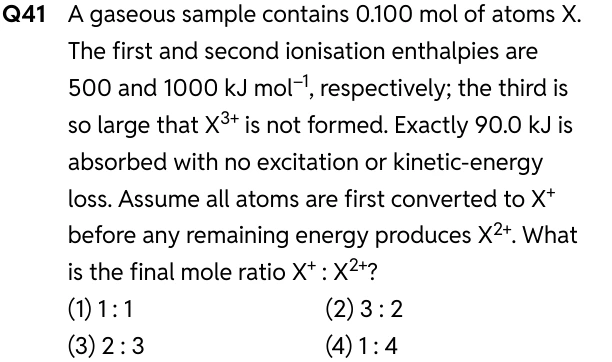 Q41 A gaseous sample contains 0.100 mol of atoms X.
The first and second ionisation enthalpies are
500 and 1000 kJ mol⁻¹, respectively; the third is
so large that X³⁺ is not formed. Exactly 90.0 kJ is
absorbed with no excitation or kinetic-energy
loss. Assume all atoms are first converted to X⁺
before any remaining energy produces X²⁺. What
is the final mole ratio X⁺ : X²⁺?
(1) 1 : 1 (2) 3 : 2
(3) 2 : 3 (4) 1 : 4